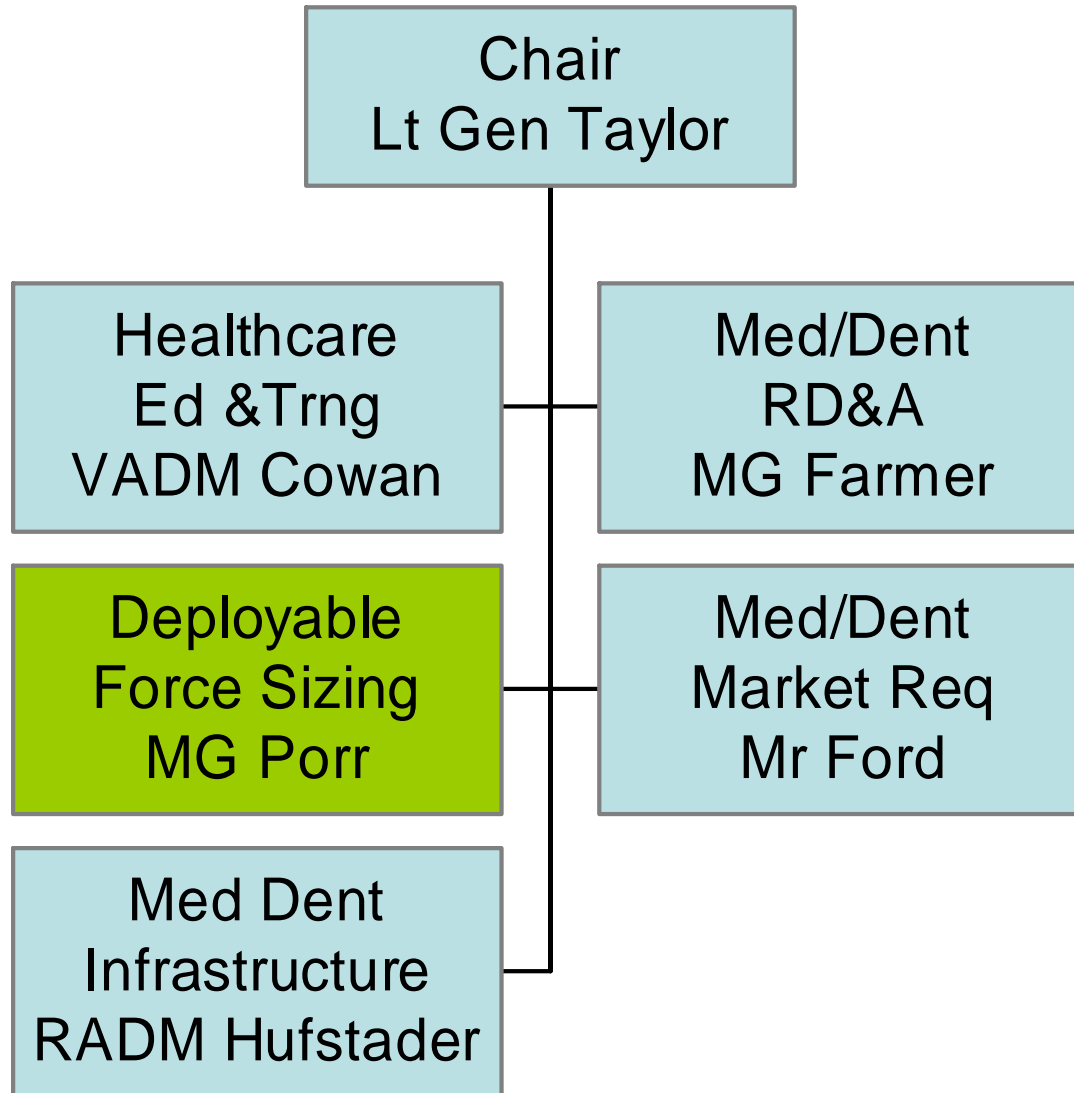 Chair
Lt Gen Taylor
Healthcare
Ed &Trng
VADM Cowan
Med/Dent
RD&A
MG Farmer
Deployable
Force Sizing
MG Porr
Med/Dent
Market Req
Mr Ford
Med Dent
Infrastructure
RADM Hufstader